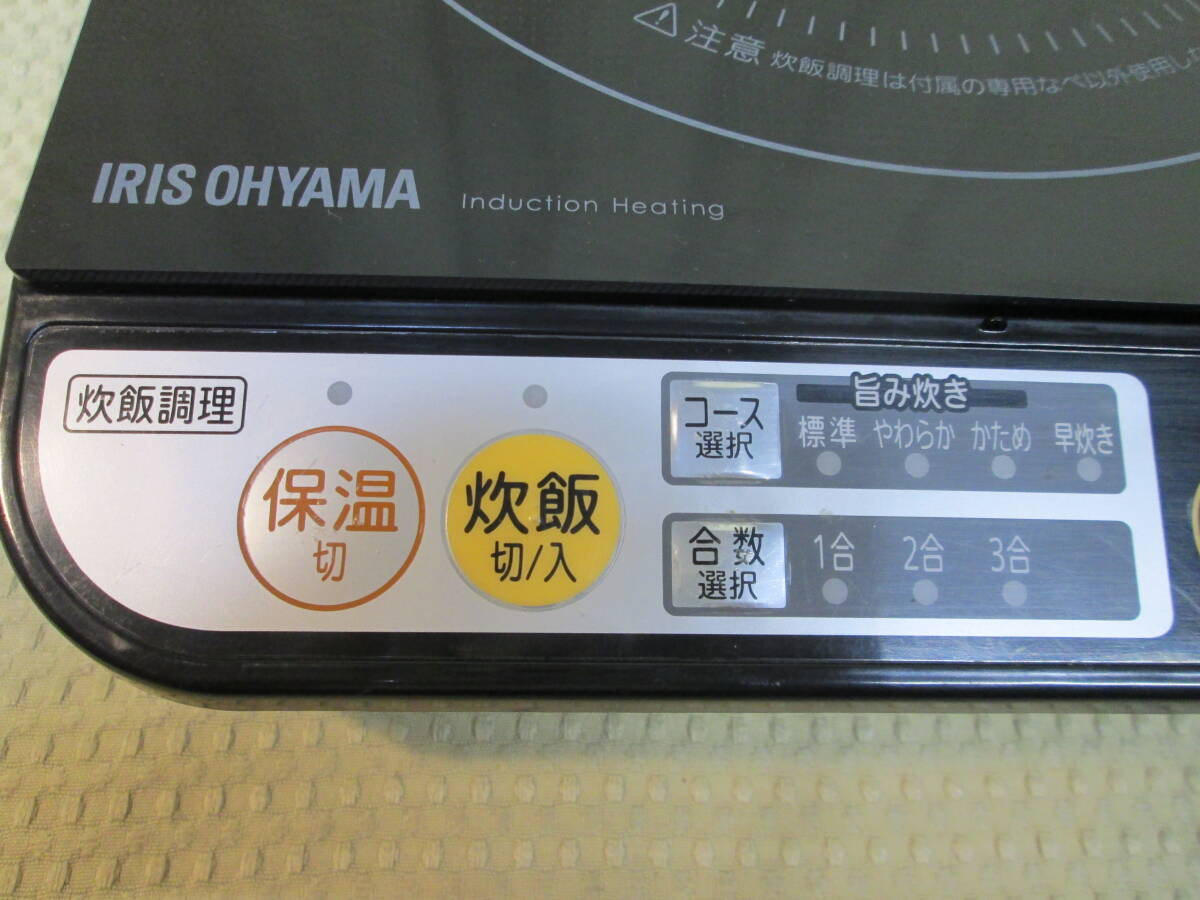 注意 炊飯調理は付属の専用なべ以外使用した
IRIS OHYAMA
Induction Heating
炊飯調理
保温
切
炊飯
切/入
コース
選択
旨み炊き
標準 やわらか かため 早炊き
合数
選択
1合 2合 3合